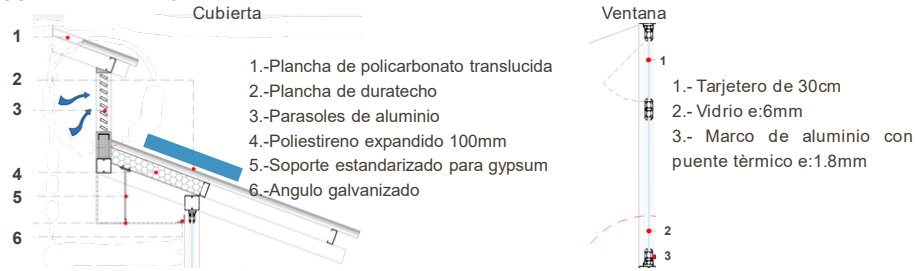 Cubierta
1
2
3
4
5
6
1.-Plancha de policarbonato translucida
2.-Plancha de duratecho
3.-Parasoles de aluminio
4.-Poliestireno expandido 100mm
5.-Soporte estandarizado para gypsum
6.-Angulo galvanizado
Ventana
1
2
3
1.- Tarjetero de 30cm
2.- Vidrio e:6mm
3.- Marco de aluminio con
puente tèrmico e:1.8mm